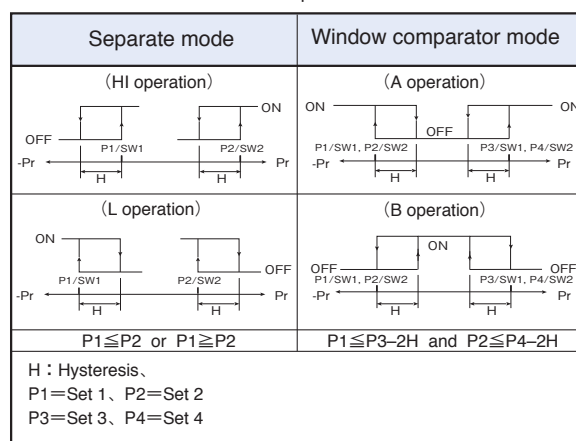 Separate mode
Window comparator mode
（HI operation）
ON
OFF
P1/SW1
P2/SW2
-Pr
Pr
H
H
（A operation）
ON
ON
OFF
P1/SW1, P2/SW2
P3/SW1, P4/SW2
-Pr
Pr
H
H
（L operation）
ON
OFF
P1/SW1
P2/SW2
-Pr
Pr
H
H
（B operation）
ON
OFF
OFF
P1/SW1, P2/SW2
P3/SW1, P4/SW2
-Pr
Pr
H
H
P1≦P2 or P1≧P2
P1≦P3–2H and P2≦P4–2H
H：Hysteresis、
P1＝Set 1、P2＝Set 2
P3＝Set 3、P4＝Set 4